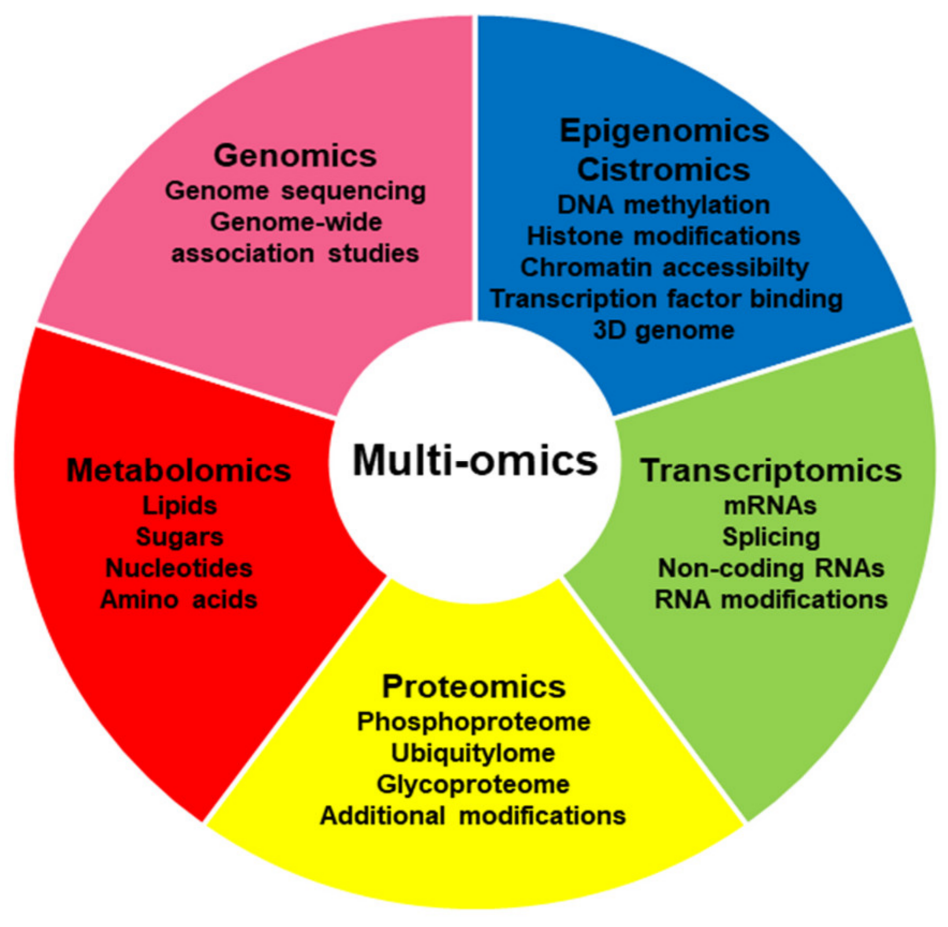 Genomics
Genome sequencing
Genome-wide
association studies
Epigenomics
Cistromics
DNA methylation
Histone modifications
Chromatin accessibilty
Transcription factor binding
3D genome
Multi-omics
Metabolomics
Lipids
Sugars
Nucleotides
Amino acids
Transcriptomics
mRNAs
Splicing
Non-coding RNAs
RNA modifications
Proteomics
Phosphoproteome
Ubiquitylome
Glycoproteome
Additional modifications